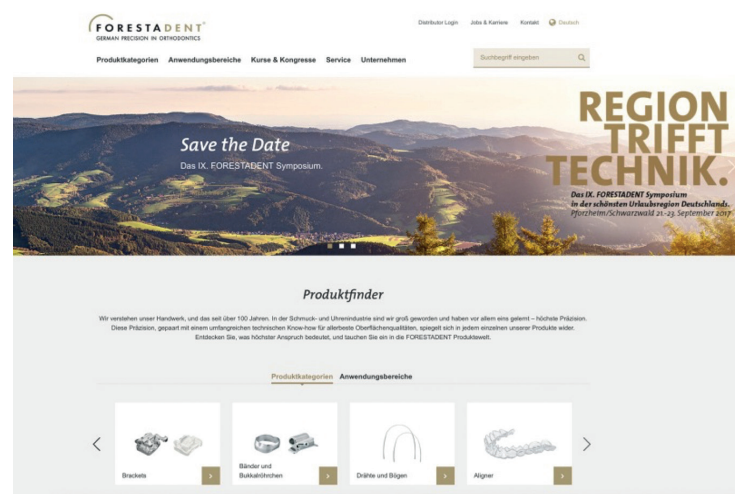 FORESTADENT
GERMAN PRECISION IN ORTHODONTICS
Distributor Login Jobs & Karriere Kontakt Deutsch
Produktkategorien Anwendungsbereiche Kurse & Kongresse Service Unternehmen
Suchbegriff eingeben
Save the Date
Das IX. FORESTADENT Symposium.
REGION
TRIFFT
TECHNIK.
Das IX. FORESTADENT Symposium
in der schönsten Urlaubsregion Deutschlands.
Pforzheim/Schwarzwald 21.-23. September 2017
Produktfinder
Wir verstehen unser Handwerk, und das seit über 100 Jahren. In der Schmuck- und Uhrenindustrie sind wir groß geworden und haben vor allem eins gelernt – höchste Präzision.
Diese Präzision, gepaart mit einem umfangreichen technischen Know-how für allerbeste Oberflächenqualitäten, spiegelt sich in jedem einzelnen unserer Produkte wider.
Entdecken Sie, was höchster Anspruch bedeutet, und tauchen Sie ein in die FORESTADENT Produktewelt.
Produktkategorien Anwendungsbereiche
Brackets
Bänder und
Bukkalröhrchen
Drähte und Bögen
Aligner